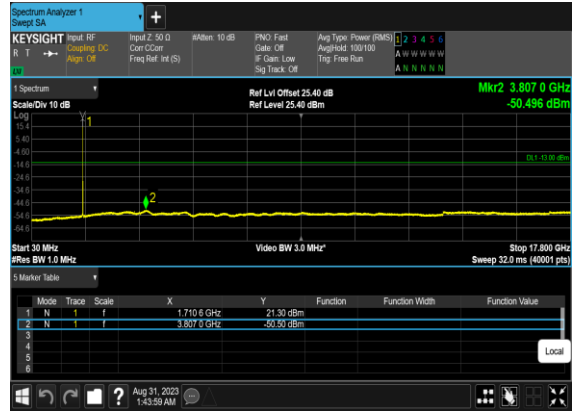 Spectrum Analyzer 1
Swept SA
+
KEYSIGHT Input: RF Input Z: 50 Ω #Atten: 10 dB PNO: Fast Avg Type: Power (RMS) 1 2 3 4 5 6
R T Coupling: DC Corr CCorr Gate: Off Avg|Hold: 100/100 A W W W W W
Align: Off Freq Ref: Int (S) IF Gain: Low Trig: Free Run
Sig Track: Off A N N N N N
1 Spectrum Ref Lvl Offset 25.40 dB Mkr2 3.807 0 GHz
Scale/Div 10 dB Ref Level 25.40 dBm -50.496 dBm
Log
15.4
5.40
-4.60
-14.6
-24.6
-34.6
-44.6
-54.6
-64.6
1
2
DL1 -13.00 dBm
Start 30 MHz Video BW 3.0 MHz* Stop 17.800 GHz
#Res BW 1.0 MHz Sweep 32.0 ms (40001 pts)
5 Marker Table
Mode Trace Scale X Y Function Function Width Function Value
1 N 1 f 1.710 6 GHz 21.30 dBm
2 N 1 f 3.807 0 GHz -50.50 dBm
3
4
5
6
Local
? Aug 31, 2023
1:43:59 AM